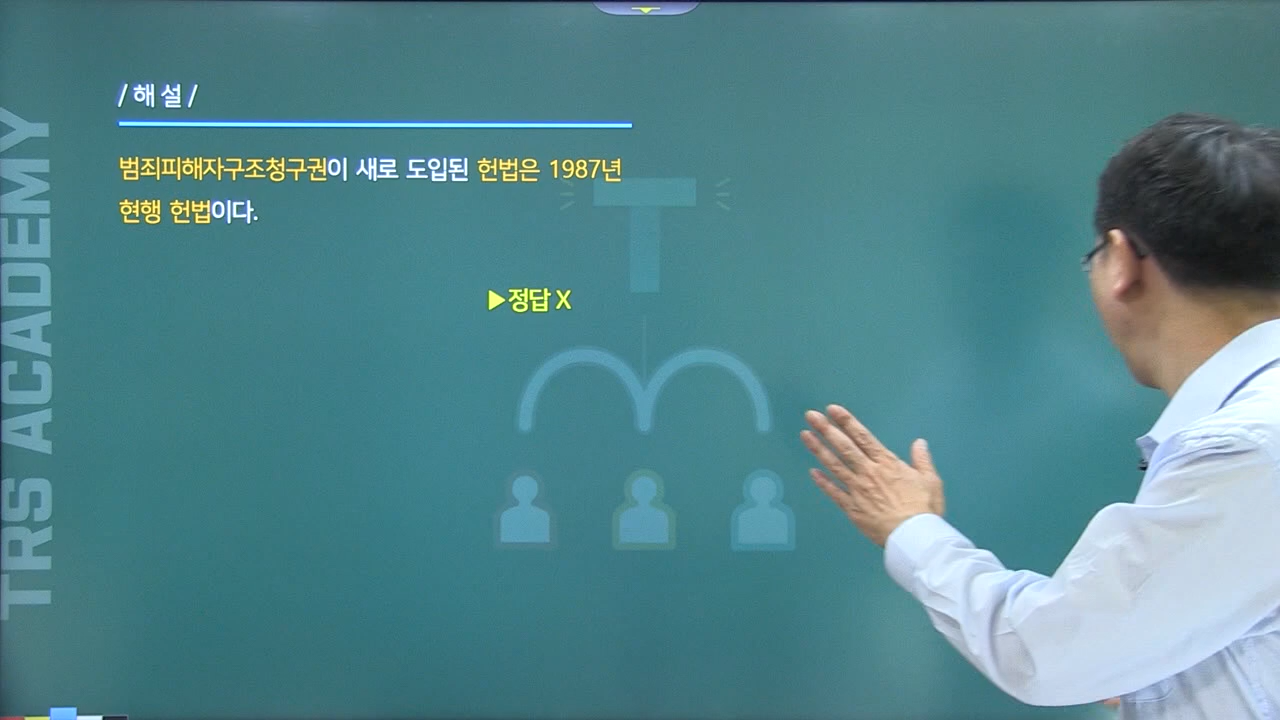 / 해 설 /
범죄피해자구조청구권이 새로 도입된 헌법은 1987년
현행 헌법이다.
▶정답 X
TRS ACADEMY